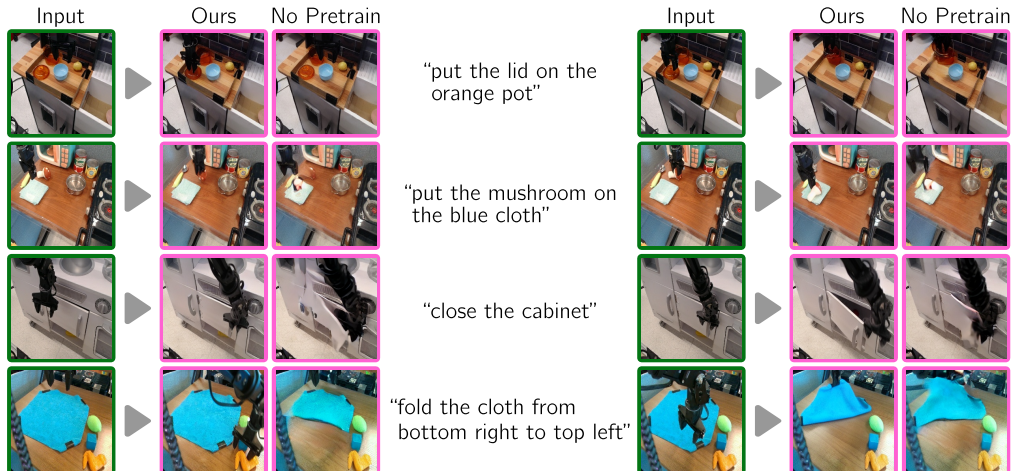 Input Ours No Pretrain Input Ours No Pretrain
“put the lid on the
orange pot”
“put the mushroom on
the blue cloth”
“close the cabinet”
“fold the cloth from
bottom right to top left”